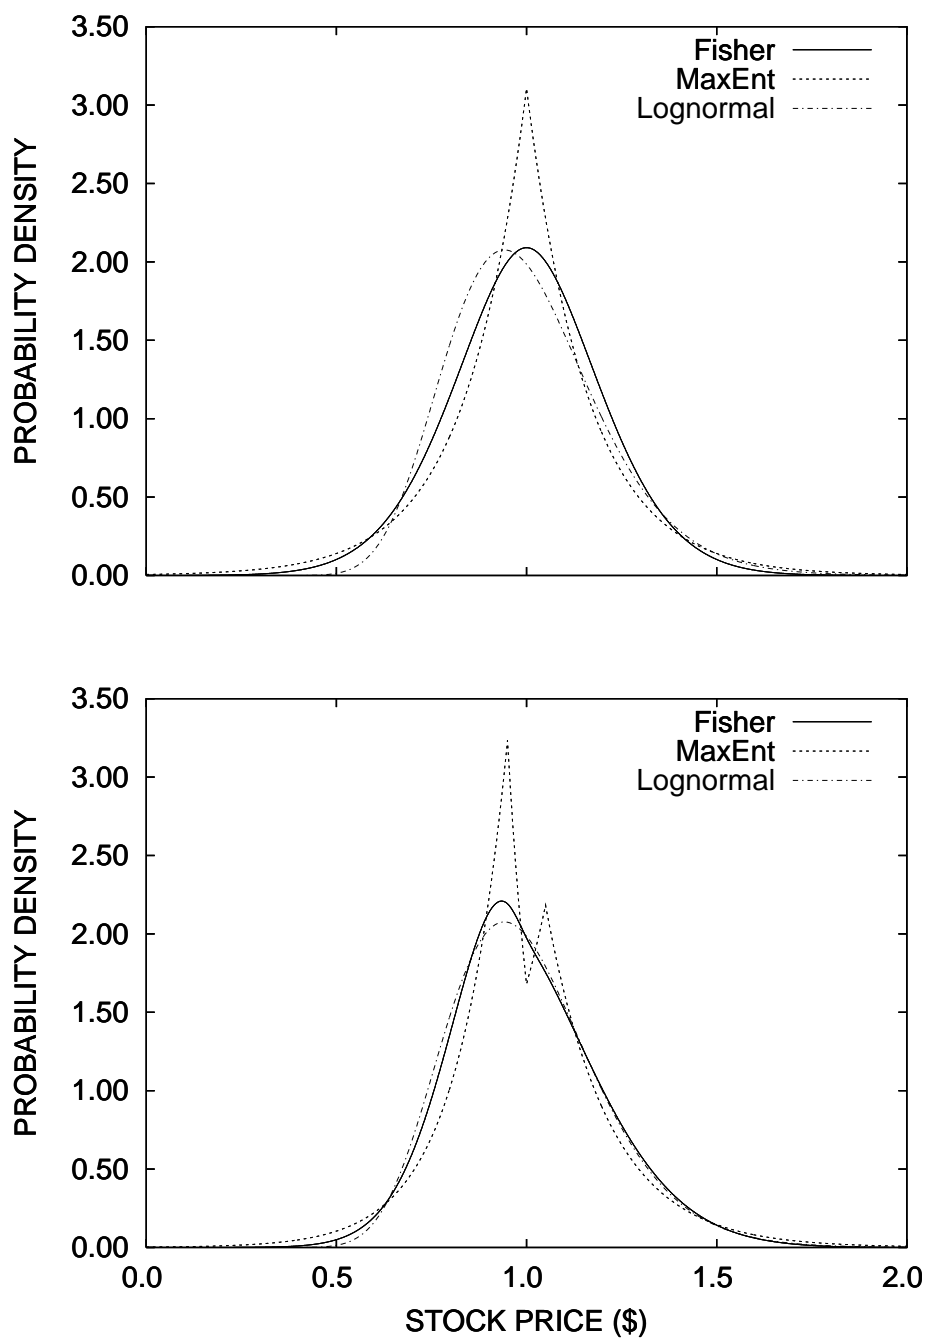 3.50
3.00
2.50
2.00
1.50
1.00
0.50
0.00
PROBABILITY DENSITY
Fisher
MaxEnt
Lognormal
3.50
3.00
2.50
2.00
1.50
1.00
0.50
0.00
PROBABILITY DENSITY
Fisher
MaxEnt
Lognormal
0.0 0.5 1.0 1.5 2.0
STOCK PRICE ($)